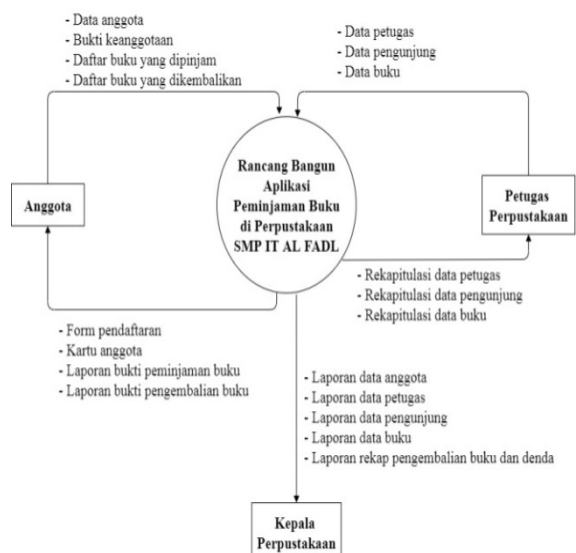 - Data anggota
- Bukti keanggotaan
- Daftar buku yang dipinjam
- Daftar buku yang dikembalikan
- Data petugas
- Data pengunjung
- Data buku
Rancang Bangun
Aplikasi
Peminjaman Buku
di Perpustakaan
SMP IT AL FADL
Anggota
Petugas
Perpustakaan
- Rekapitulasi data petugas
- Rekapitulasi data pengunjung
- Rekapitulasi data buku
- Form pendaftaran
- Kartu anggota
- Laporan bukti peminjaman buku
- Laporan bukti pengembalian buku
- Laporan data anggota
- Laporan data petugas
- Laporan data pengunjung
- Laporan data buku
- Laporan rekap pengembalian buku dan denda
Kepala
Perpustakaan